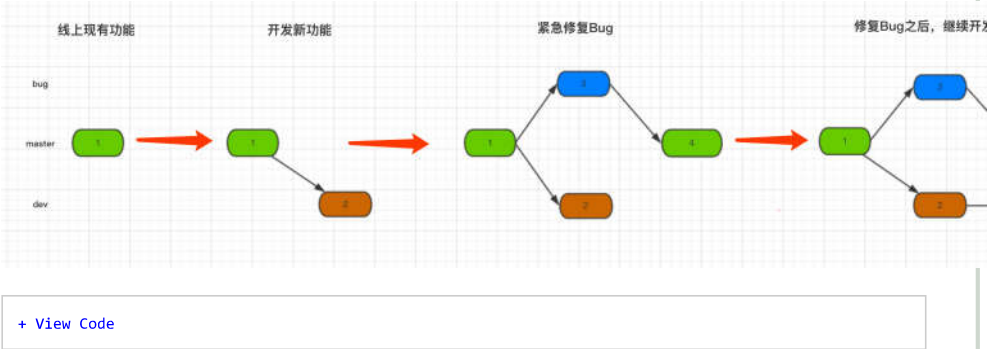 线上现有功能
开发新功能
紧急修复Bug
修复Bug之后，继续开发
bug
3
3
master
1
1
1
4
1
dev
2
2
2
+ View Code